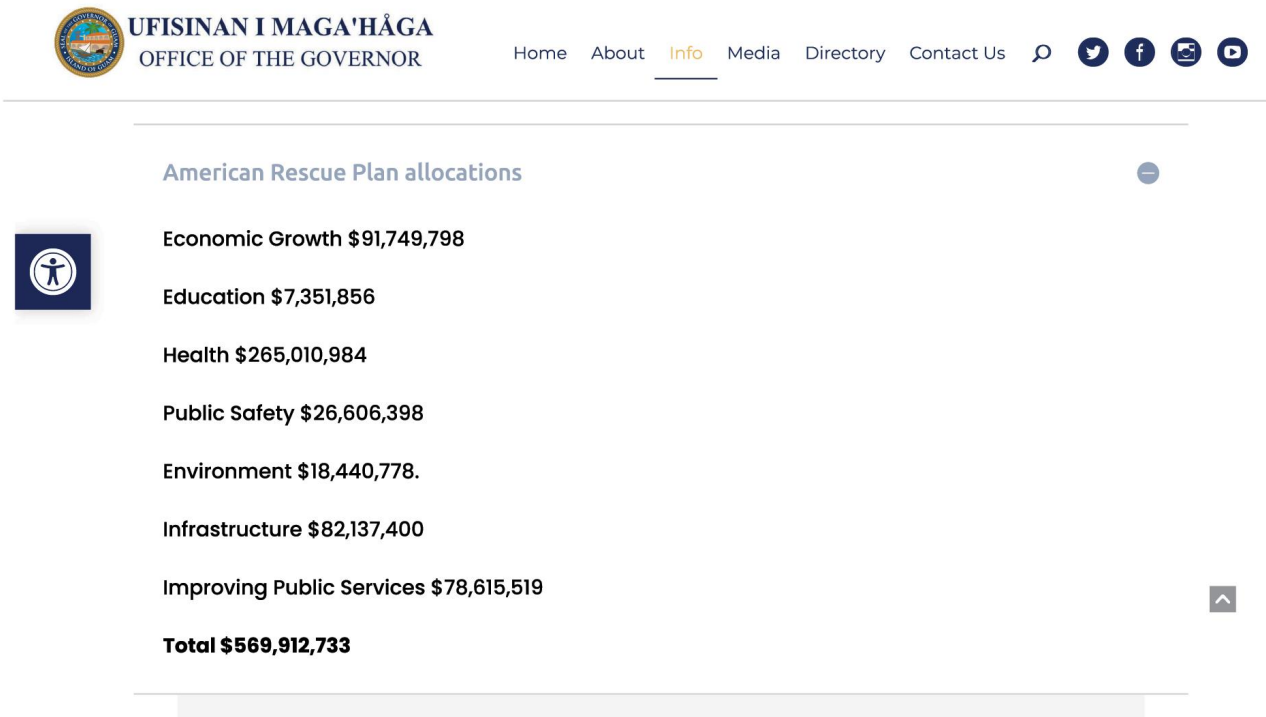 UFISINAN I MAGA'HÅGA
OFFICE OF THE GOVERNOR
Home About Info Media Directory Contact Us
American Rescue Plan allocations
Economic Growth $91,749,798
Education $7,351,856
Health $265,010,984
Public Safety $26,606,398
Environment $18,440,778.
Infrastructure $82,137,400
Improving Public Services $78,615,519
Total $569,912,733